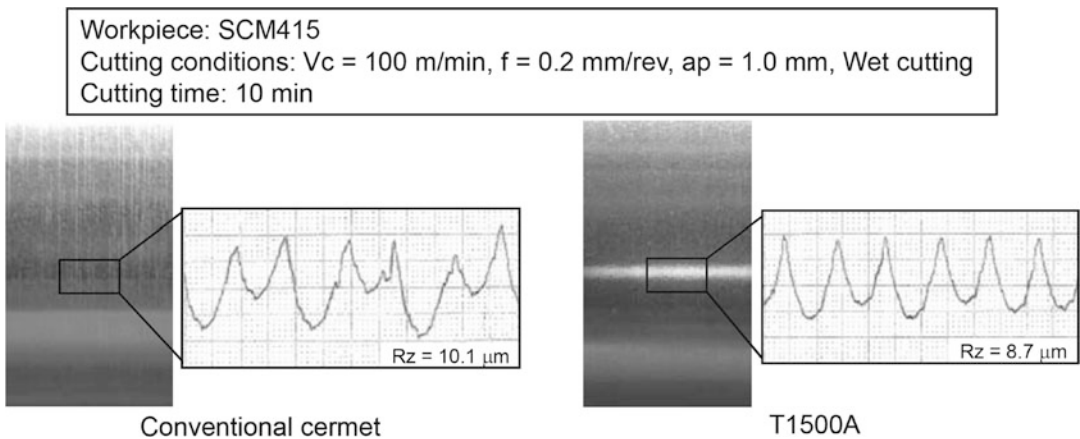 Workpiece: SCM415
Cutting conditions: Vc = 100 m/min, f = 0.2 mm/rev, ap = 1.0 mm, Wet cutting
Cutting time: 10 min
Rz = 10.1 μm
Rz = 8.7 μm
Conventional cermet
T1500A